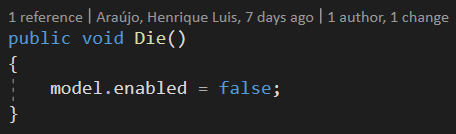 1 reference | Araújo, Henrique Luis, 7 days ago | 1 author, 1 change
public void Die()
{
    model.enabled = false;
}